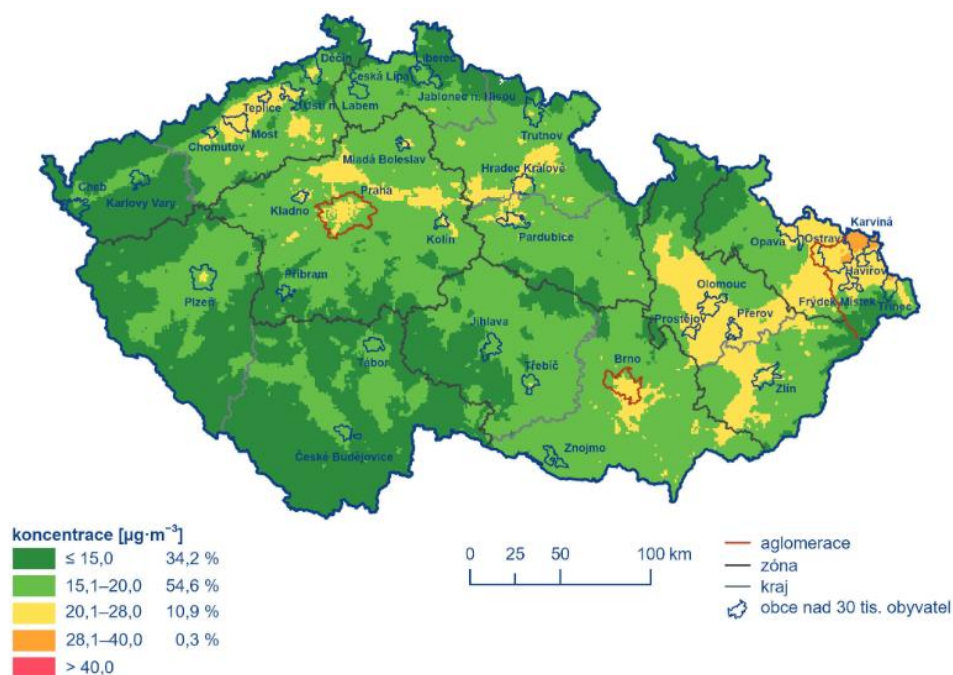 Děčín
Liberec
Česká Lípa
Jablonec n. Nisou
Teplice
Ústí n. Labem
Most
Chomutov
Trutnov
Mladá Boleslav
Hradec Králové
Cheb
Karlovy Vary
Praha
Kladno
Kolín
Pardubice
Karviná
Opava
Ostrava
Havířov
Olomouc
Frýdek-Místek
Třinec
Plzeň
Příbram
Prostějov
Přerov
Jihlava
Tábor
Třebíč
Brno
Zlín
České Budějovice
Znojmo
koncentrace [µg·m⁻³]
≤ 15,0 34,2 %
15,1–20,0 54,6 %
20,1–28,0 10,9 %
28,1–40,0 0,3 %
> 40,0
0 25 50 100 km
aglomerace
zóna
kraj
obce nad 30 tis. obyvatel